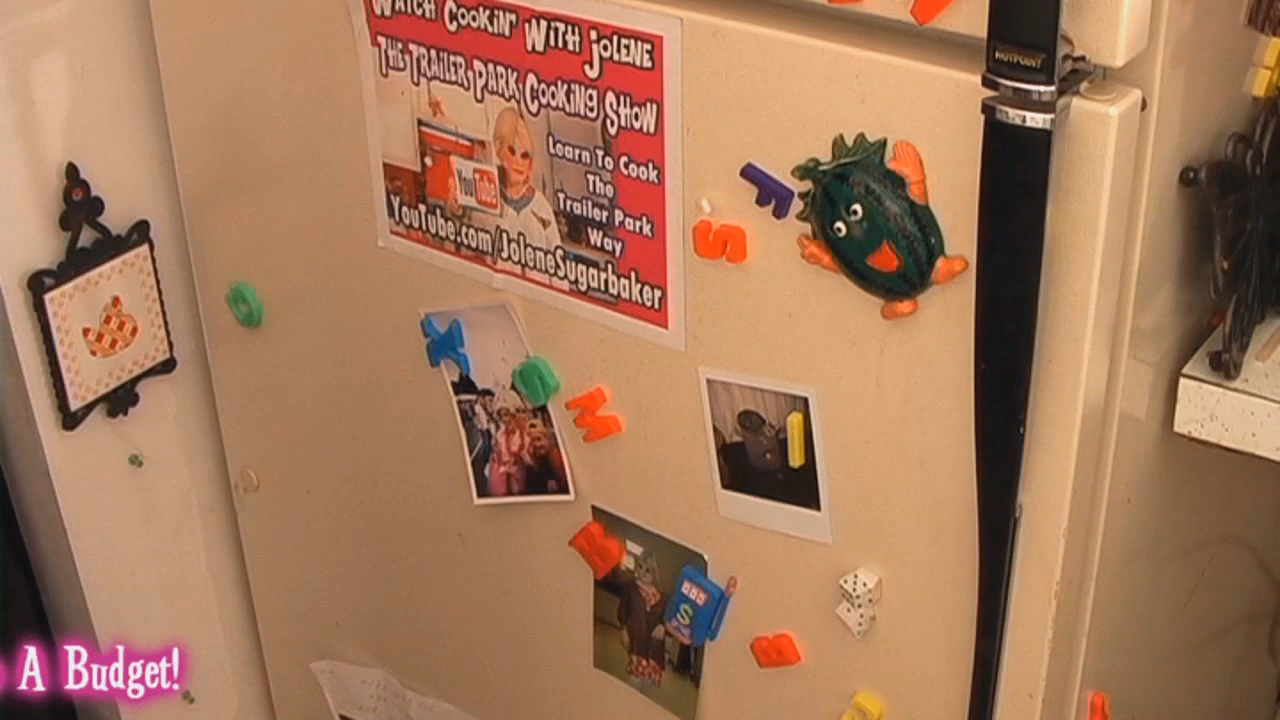 WATCH COOKIN' WITH JOLENE
THE TRAILER PARK COOKING SHOW
Learn To Cook
The
Trailer Park
Way
YouTube
YouTube.com/JoleneSugarbaker
HOTPOINT
F
S
X
M
$
A Budget!